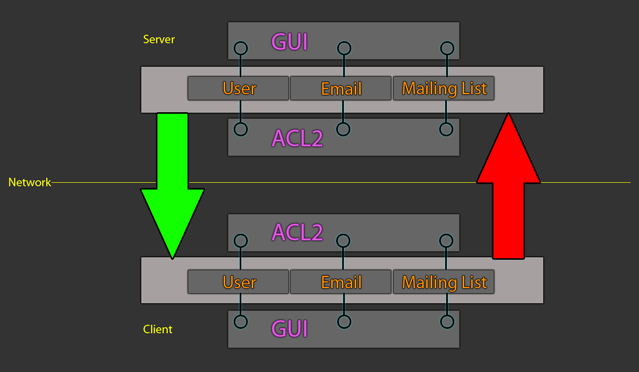 Server
GUI
User Email Mailing List
ACL2
Network
ACL2
User Email Mailing List
Client
GUI